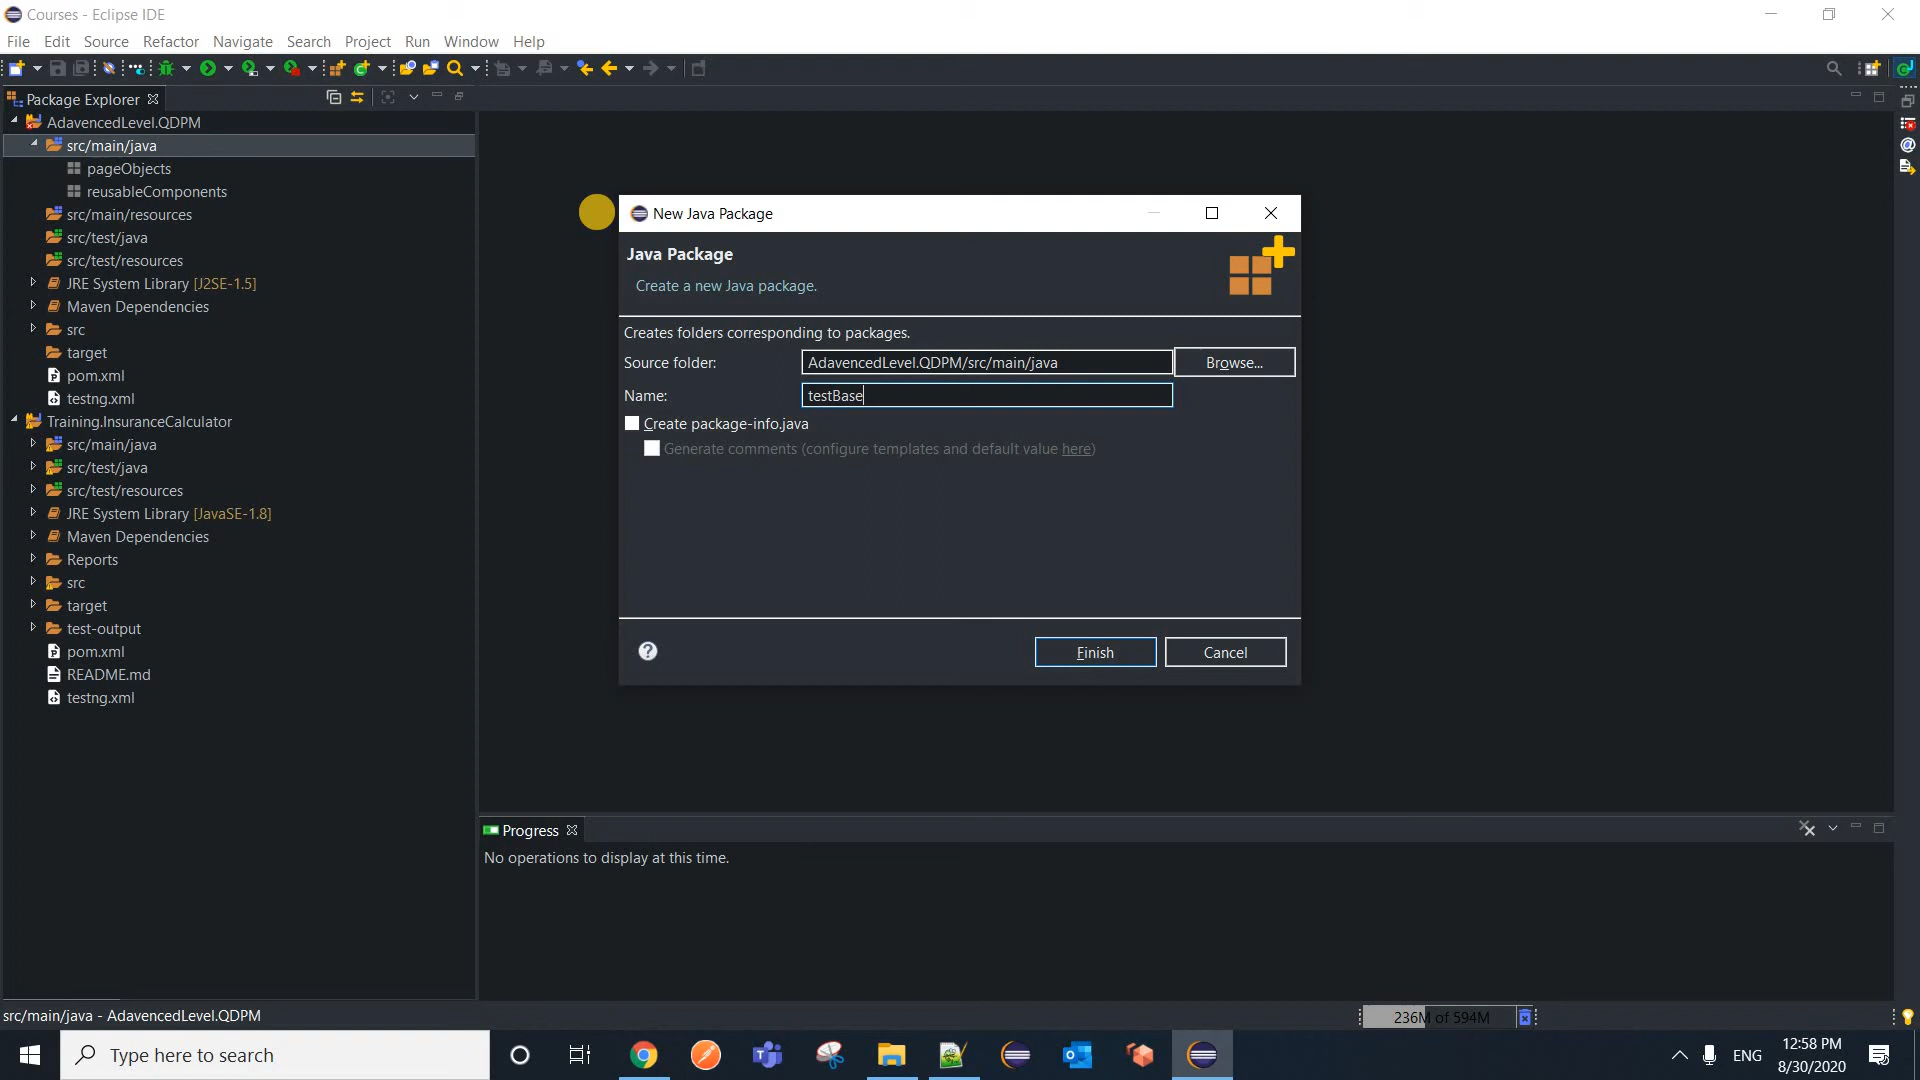 Courses - Eclipse IDE
File Edit Source Refactor Navigate Search Project Run Window Help
Package Explorer
AdavencedLevel.QDPM
src/main/java
pageObjects
reusableComponents
src/main/resources
src/test/java
src/test/resources
JRE System Library [J2SE-1.5]
Maven Dependencies
src
target
pom.xml
testng.xml
Training.InsuranceCalculator
src/main/java
src/test/java
src/test/resources
JRE System Library [JavaSE-1.8]
Maven Dependencies
Reports
src
target
test-output
pom.xml
README.md
testng.xml
New Java Package
Java Package
Create a new Java package.
Creates folders corresponding to packages.
Source folder: AdavencedLevel.QDPM/src/main/java Browse...
Name: testBase
Create package-info.java
Generate comments (configure templates and default value here)
Finish Cancel
Progress
No operations to display at this time.
src/main/java - AdavencedLevel.QDPM
236M of 594M
Type here to search
ENG
12:58 PM
8/30/2020